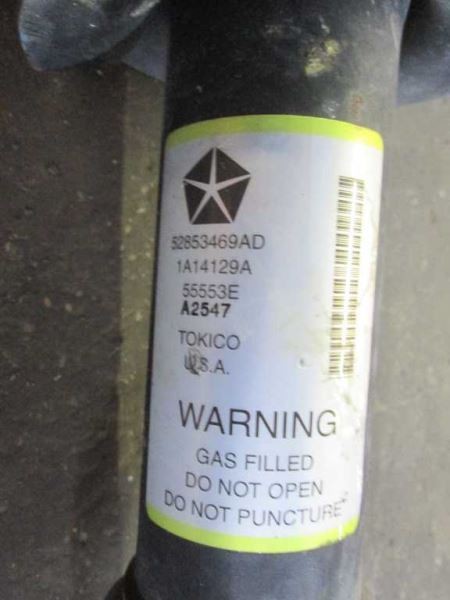 52853469AD
1A14129A
55553E
A2547
TOKICO
U.S.A.
WARNING
GAS FILLED
DO NOT OPEN
DO NOT PUNCTURE